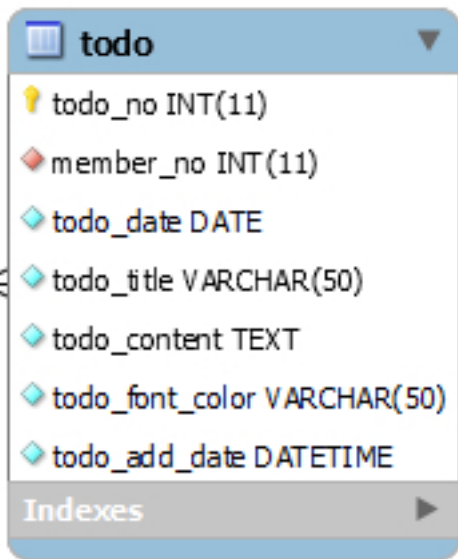 todo
todo_no INT(11)
member_no INT(11)
todo_date DATE
todo_title VARCHAR(50)
todo_content TEXT
todo_font_color VARCHAR(50)
todo_add_date DATETIME
Indexes